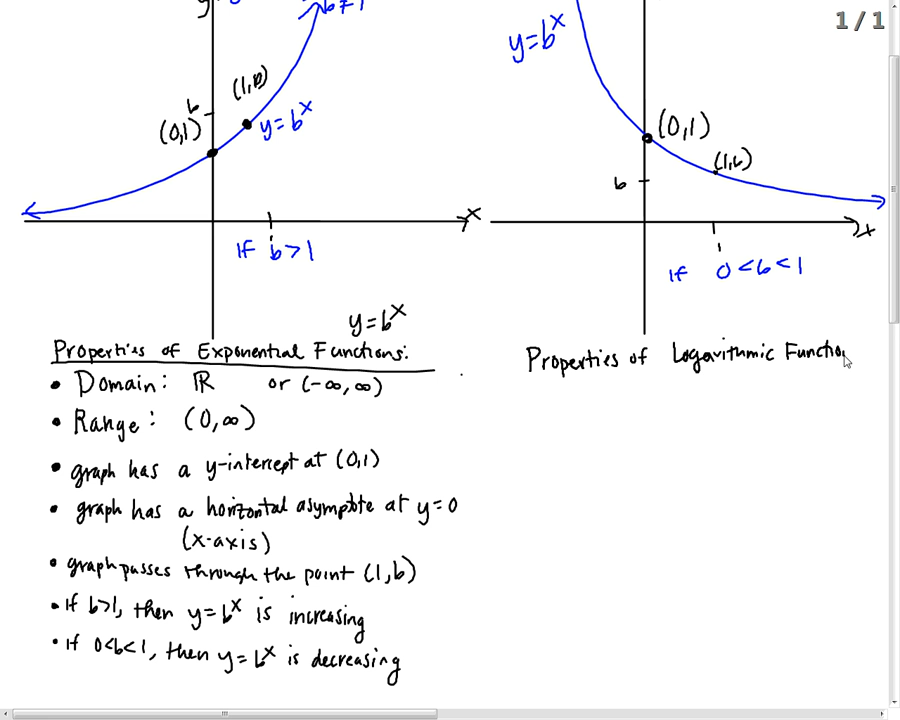 b≠1
y=b^x
1 / 1
(1,b)
b
(0,1)
y=b^x
(0,1)
(1,b)
b
x
x
If b>1
If 0<b<1
y=b^x
Properties of Exponential Functions:
Properties of Logarithmic Function
• Domain: ℝ or (-∞,∞)
• Range: (0,∞)
• graph has a y-intercept at (0,1)
• graph has a horizontal asymptote at y=0
(x-axis)
• graph passes through the point (1,b)
• If b>1, then y=b^x is increasing
• If 0<b<1, then y=b^x is decreasing